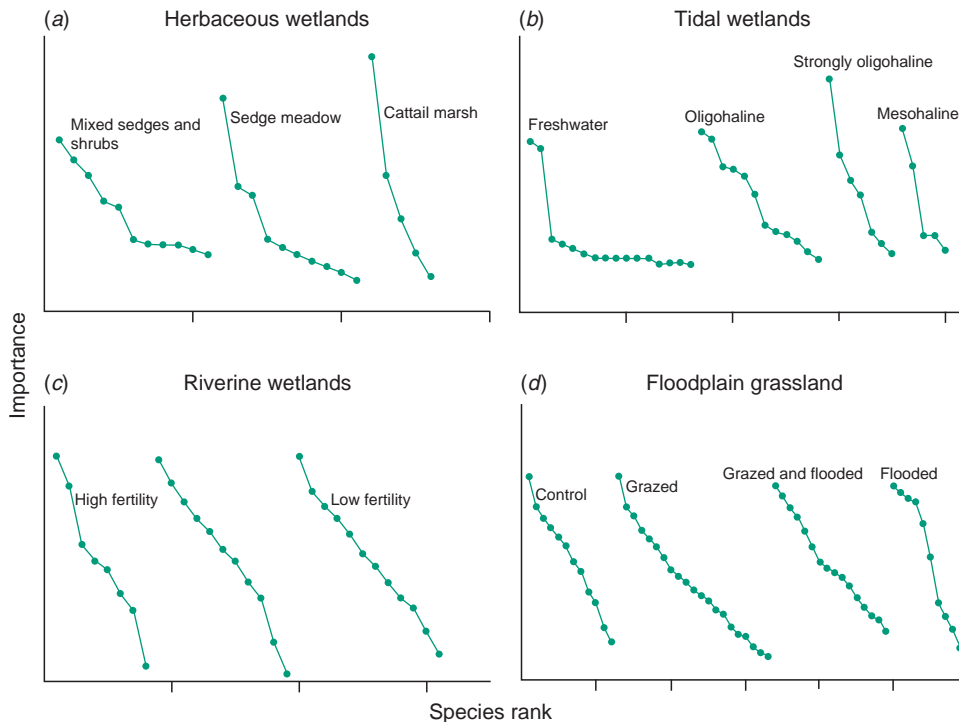 (a) Herbaceous wetlands
Mixed sedges and
shrubs
Sedge meadow
Cattail marsh
(b) Tidal wetlands
Freshwater
Oligohaline
Strongly oligohaline
Mesohaline
Importance
(c) Riverine wetlands
High fertility
Low fertility
(d) Floodplain grassland
Control
Grazed
Grazed and flooded
Flooded
Species rank